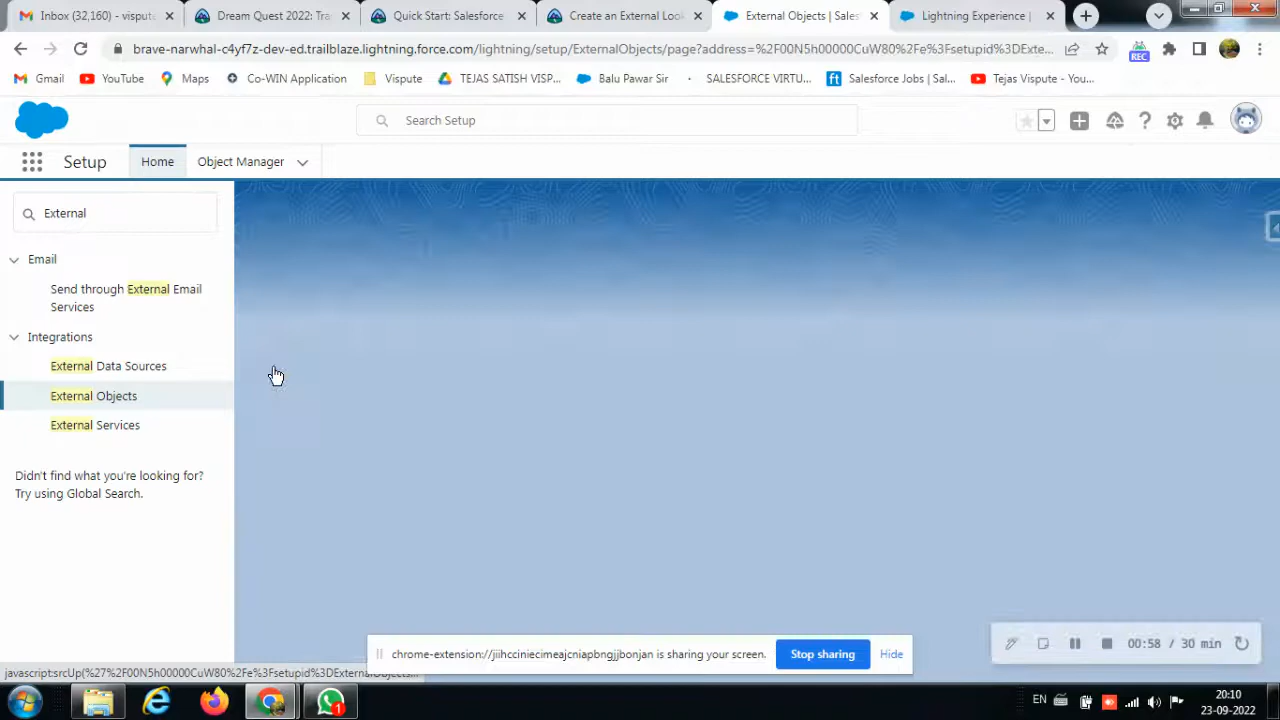 Inbox (32,160) - visput
Dream Quest 2022: Tra
Quick Start: Salesforce
Create an External Look
External Objects | Sales
Lightning Experience |
brave-narwhal-c4yf7z-dev-ed.trailblaze.lightning.force.com/lightning/setup/ExternalObjects/page?address=%2F00N5h00000CuW80%2Fe%3Fsetupid%3DExte...
REC
Gmail
YouTube
Maps
Co-WIN Application
Vispute
TEJAS SATISH VISP...
Balu Pawar Sir
SALESFORCE VIRTU...
ft
Salesforce Jobs | Sal...
Tejas Vispute - You...
Search Setup
Setup
Home
Object Manager
External
Email
Send through External Email
Services
Integrations
External Data Sources
External Objects
External Services
Didn't find what you're looking for?
Try using Global Search.
00:58 / 30 min
chrome-extension://jiihcciniecimeajcniapbngjjbonjan is sharing your screen.
Stop sharing
Hide
javascript:srcUp(%27%2F00N5h00000CuW80%2Fe%3Fsetupid%3DExternalObjects...
1
EN
20:10
23-09-2022